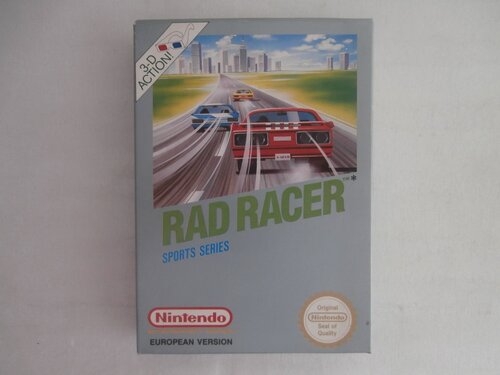 3-D
ACTION!
RAD RACER
SPORTS SERIES
Nintendo
EUROPEAN VERSION
Original
Nintendo
Seal of
Quality